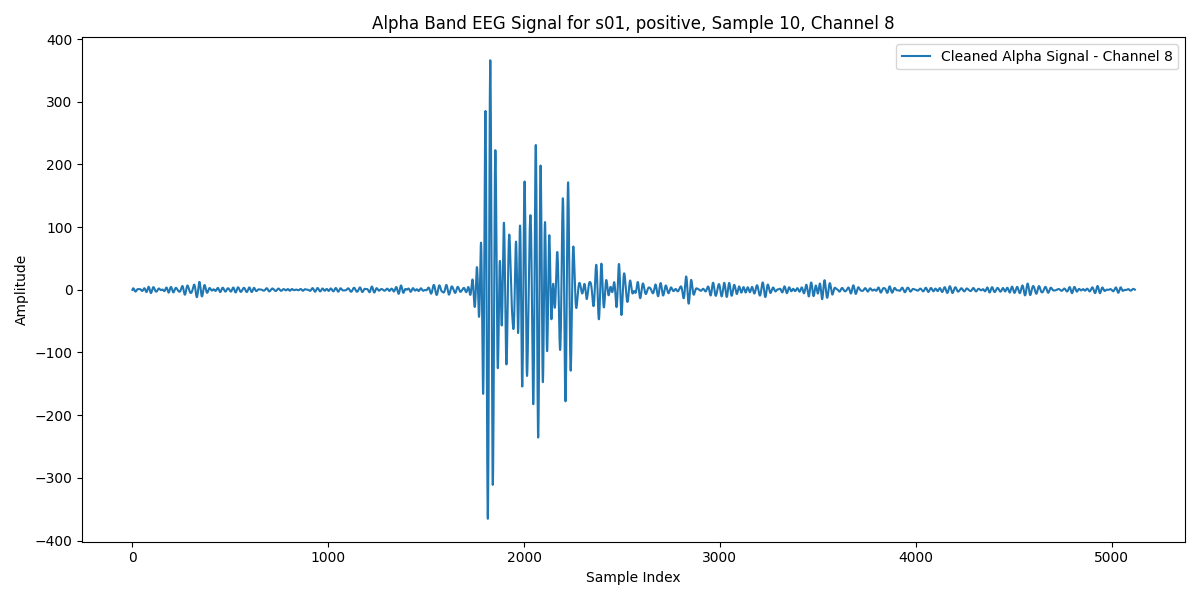 Alpha Band EEG Signal for s01, positive, Sample 10, Channel 8
Cleaned Alpha Signal - Channel 8
Amplitude
400
300
200
100
0
−100
−200
−300
−400
0 1000 2000 3000 4000 5000
Sample Index